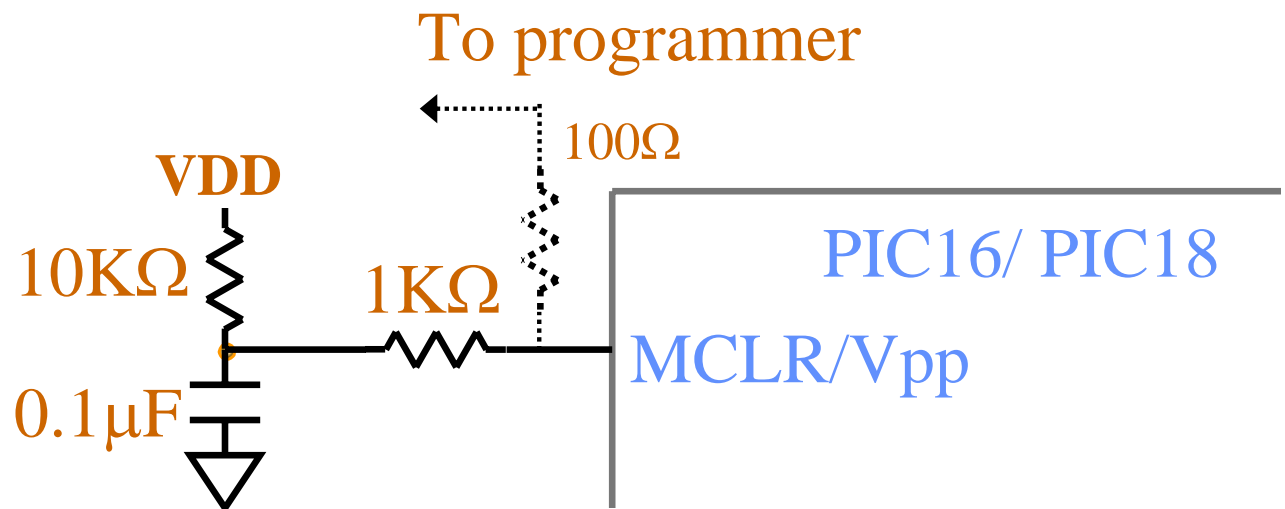 To programmer
100Ω
VDD
10KΩ
1KΩ
PIC16/ PIC18
MCLR/Vpp
0.1μF